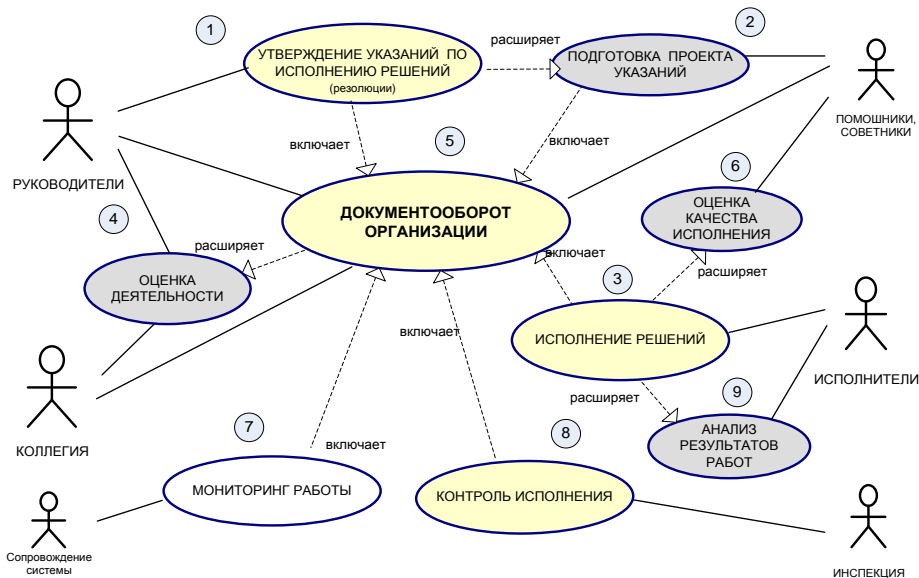 1
УТВЕРЖДЕНИЕ УКАЗАНИЙ ПО
ИСПОЛНЕНИЮ РЕШЕНИЙ
(резолюции)
расширяет
2
ПОДГОТОВКА ПРОЕКТА
УКАЗАНИЙ
ПОМОШНИКИ,
СОВЕТНИКИ
РУКОВОДИТЕЛИ
включает
5
включает
6
ДОКУМЕНТООБОРОТ
ОРГАНИЗАЦИИ
ОЦЕНКА
КАЧЕСТВА
ИСПОЛНЕНИЯ
4
расширяет
включает
расширяет
ОЦЕНКА
ДЕЯТЕЛЬНОСТИ
3
включает
ИСПОЛНЕНИЕ РЕШЕНИЙ
ИСПОЛНИТЕЛИ
расширяет
9
КОЛЛЕГИЯ
7
включает
8
АНАЛИЗ
РЕЗУЛЬТАТОВ
РАБОТ
МОНИТОРИНГ РАБОТЫ
КОНТРОЛЬ ИСПОЛНЕНИЯ
Сопровождение
системы
ИНСПЕКЦИЯ